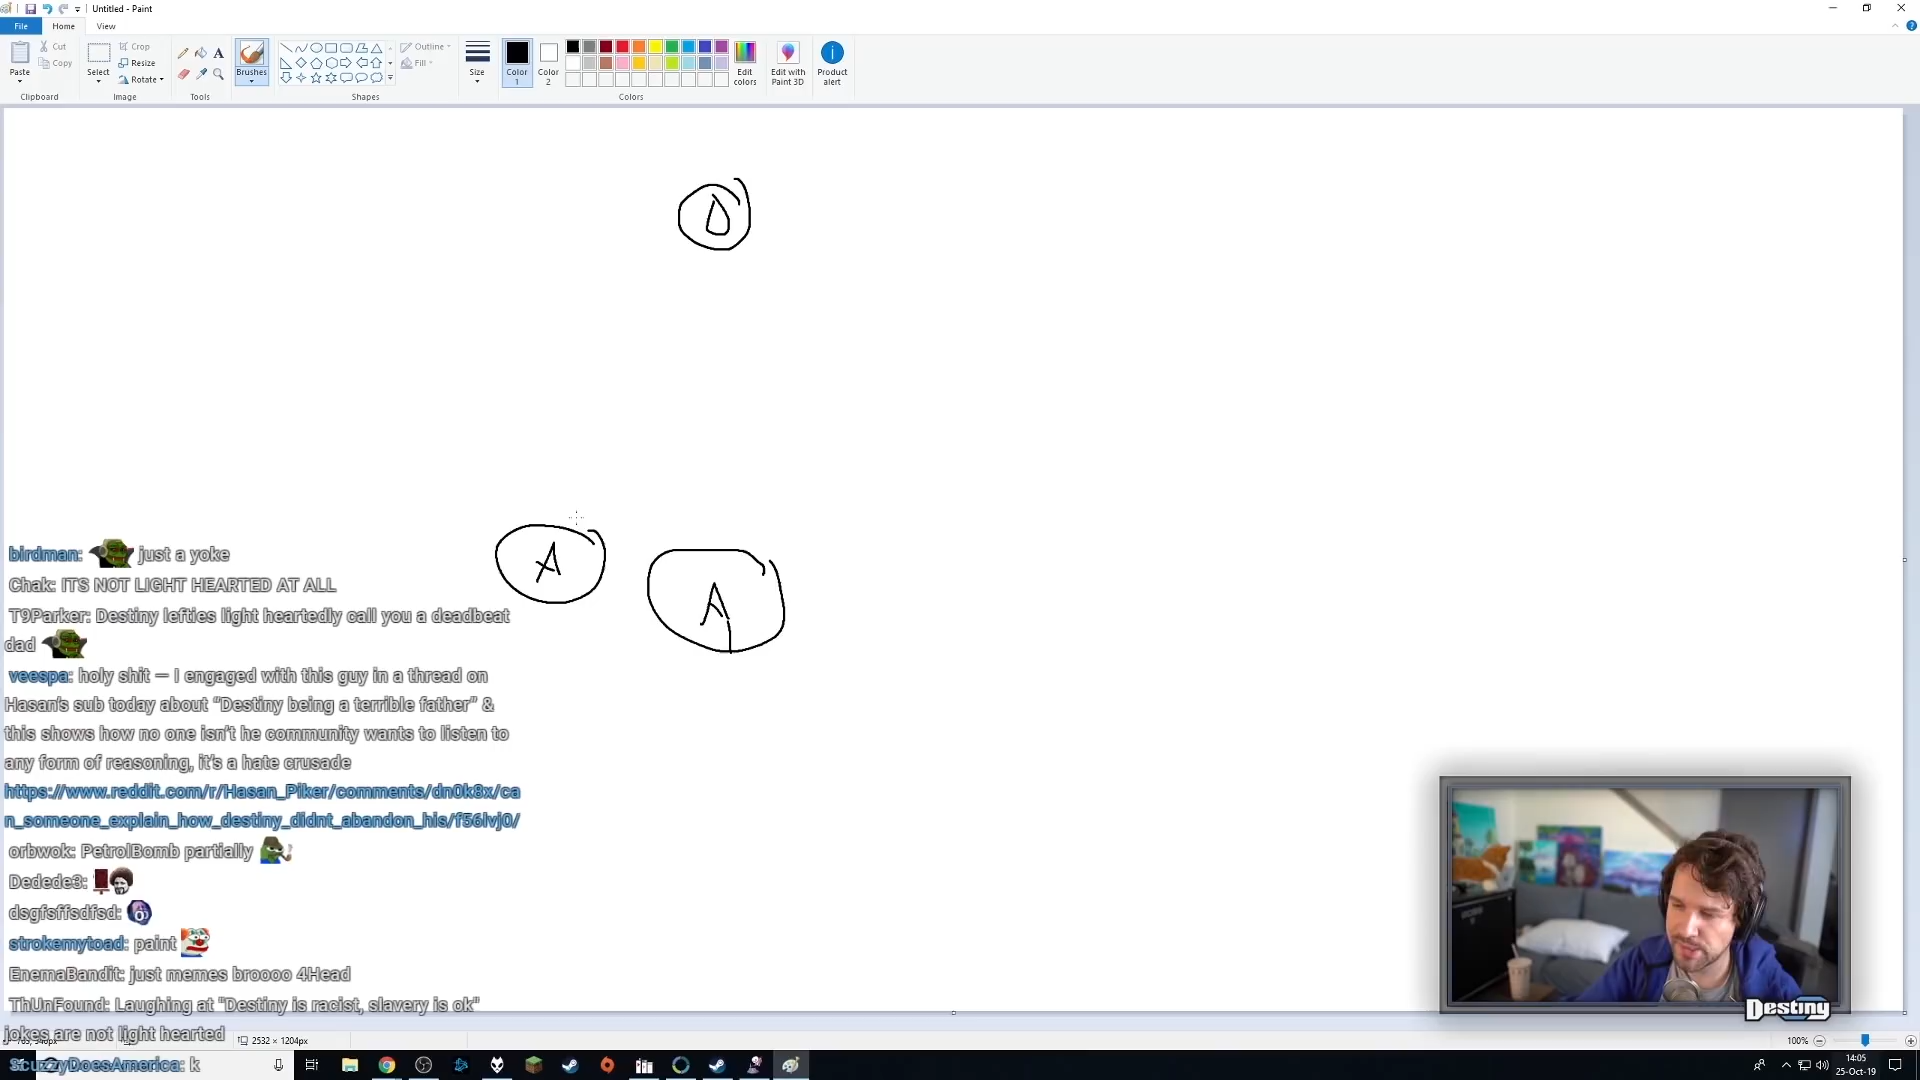 Untitled - Paint
File Home View
Paste
Cut
Copy
Clipboard
Select
Crop
Resize
Rotate
Image
Tools
Brushes
Shapes
Outline
Fill
Size
Color 1
Color 2
Colors
Edit colors
Edit with Paint 3D
Product alert
D
A
A
birdman: just a yoke
Chak: ITS NOT LIGHT HEARTED AT ALL
T9Parker: Destiny lefties light heartedly call you a deadbeat
dad
veespa: holy shit — I engaged with this guy in a thread on
Hasan's sub today about “Destiny being a terrible father” &
this shows how no one isn't he community wants to listen to
any form of reasoning, it's a hate crusade
https://www.reddit.com/r/Hasan_Piker/comments/dn0k8x/ca
n_someone_explain_how_destiny_didnt_abandon_his/f56lvj0/
orbwok: PetrolBomb partially
Dedede3:
dsgfsffsdfsd:
strokemytoad: paint
EnemaBandit: just memes broooo 4Head
ThUnFound: Laughing at "Destiny is racist, slavery is ok"
jokes are not light hearted
ScuzzyDoesAmerica: k
Destiny
2532 × 1204px
100%
14:05
25-Oct-19